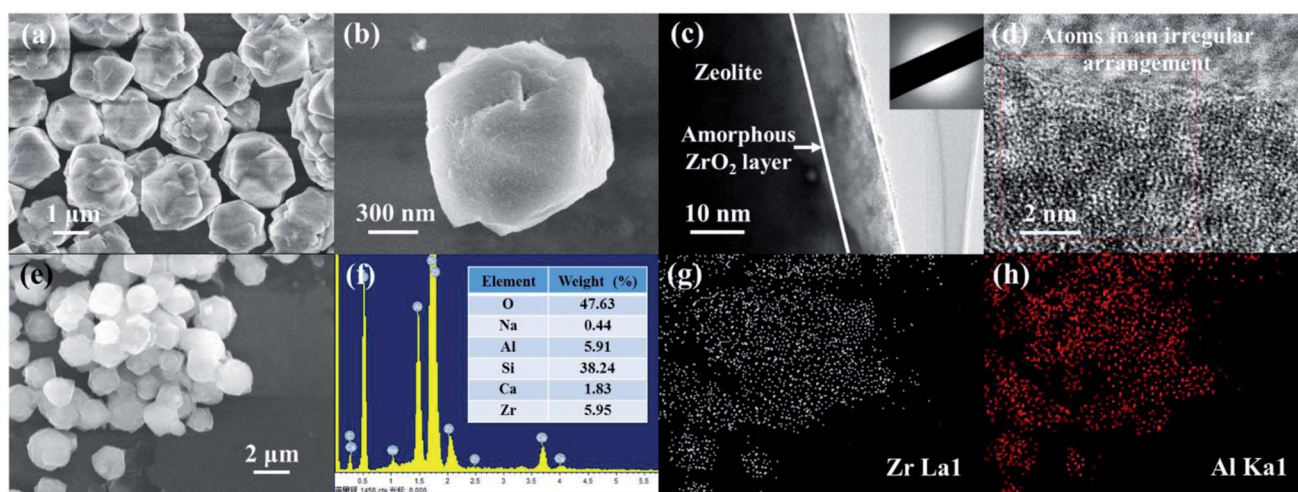 (a)
1 μm
(b)
300 nm
(c)
Zeolite
Amorphous
ZrO₂ layer
10 nm
(d)
Atoms in an irregular
arrangement
2 nm
(e)
2 μm
(f)
Element Weight (%)
O 47.63
Na 0.44
Al 5.91
Si 38.24
Ca 1.83
Zr 5.95
0.5 1 1.5 2 2.5 3 3.5 4 4.5 5 5.5
(g)
Zr La1
(h)
Al Ka1